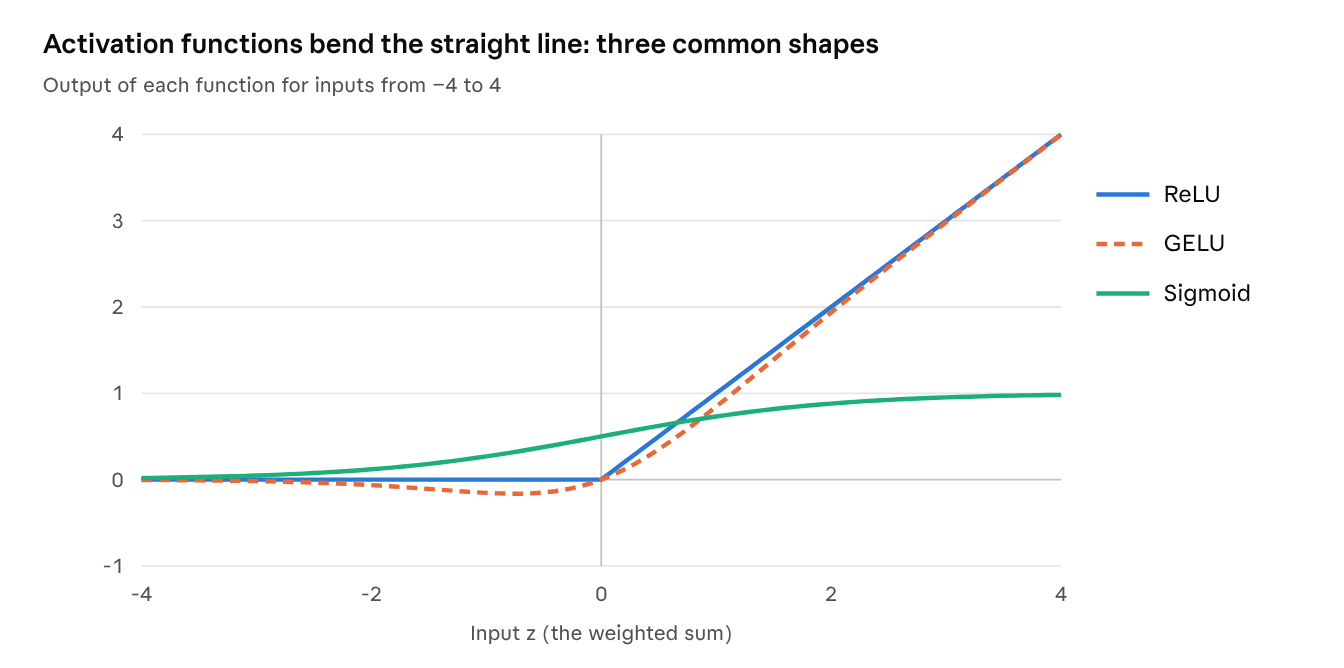 Activation functions bend the straight line: three common shapes
Output of each function for inputs from −4 to 4
4
3
2
1
0
-1
-4 -2 0 2 4
Input z (the weighted sum)
ReLU
GELU
Sigmoid